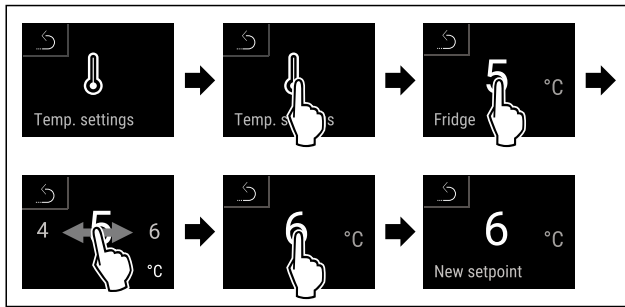 Temp. settings
Temp. s s
5 °C
Fridge
4 5 6
°C
6 °C
6 °C
New setpoint